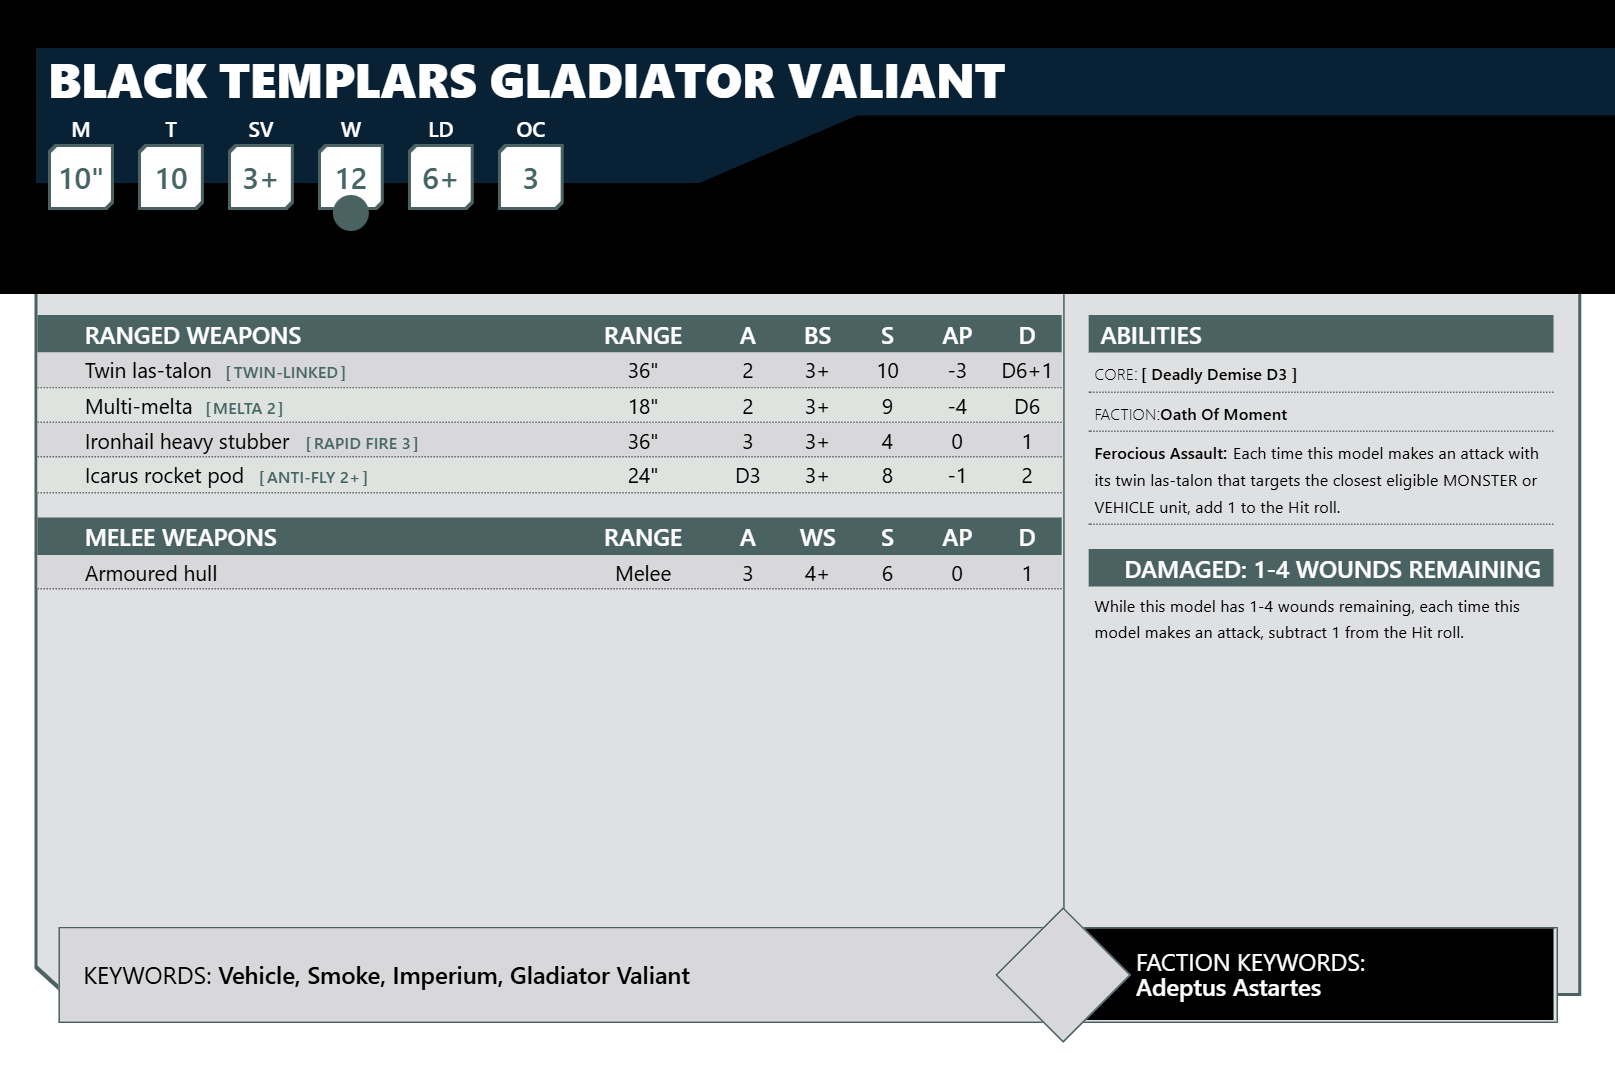 BLACK TEMPLARS GLADIATOR VALIANT
M T SV W LD OC
10" 10 3+ 12 6+ 3
RANGED WEAPONS RANGE A BS S AP D
Twin las-talon [TWIN-LINKED] 36" 2 3+ 10 -3 D6+1
Multi-melta [MELTA 2] 18" 2 3+ 9 -4 D6
Ironhail heavy stubber [RAPID FIRE 3] 36" 3 3+ 4 0 1
Icarus rocket pod [ANTI-FLY 2+] 24" D3 3+ 8 -1 2
MELEE WEAPONS RANGE A WS S AP D
Armoured hull Melee 3 4+ 6 0 1
ABILITIES
CORE: [ Deadly Demise D3 ]
FACTION:Oath Of Moment
Ferocious Assault: Each time this model makes an attack with
its twin las-talon that targets the closest eligible MONSTER or
VEHICLE unit, add 1 to the Hit roll.
DAMAGED: 1-4 WOUNDS REMAINING
While this model has 1-4 wounds remaining, each time this
model makes an attack, subtract 1 from the Hit roll.
KEYWORDS: Vehicle, Smoke, Imperium, Gladiator Valiant
FACTION KEYWORDS:
Adeptus Astartes